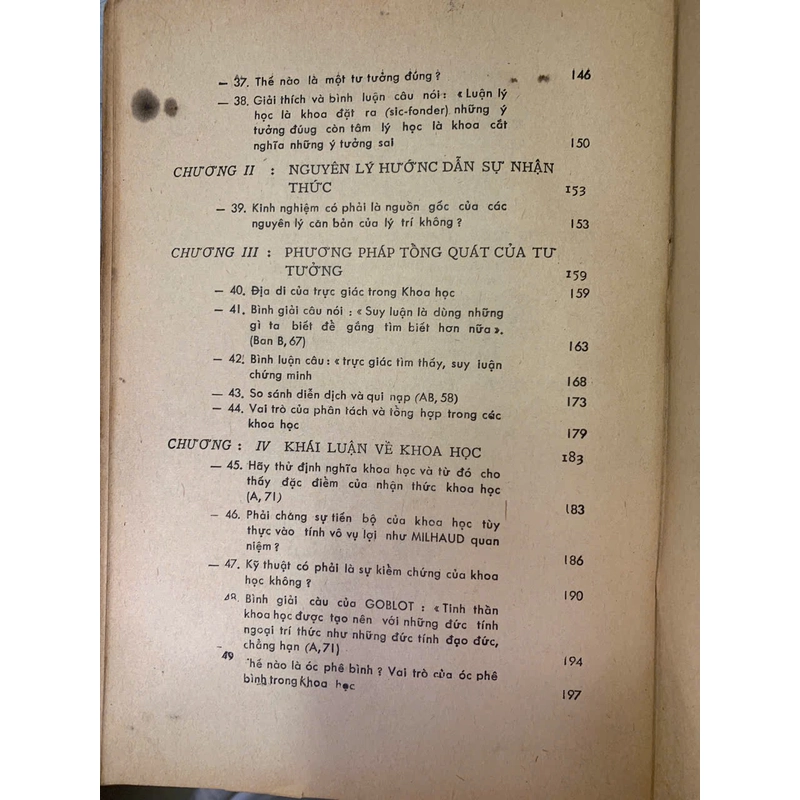 — 37. Thế nào là một tư tưởng đúng ? 146
— 38. Giải thích và bình luận câu nói : « Luận lý
học là khoa đặt ra (sic-fonder) những ý
tưởng đúug còn tâm lý học là khoa cắt
nghĩa những ý tưởng sai 150
CHƯƠNG II : NGUYÊN LÝ HƯỚNG DẪN SỰ NHẬN
THỨC 153
— 39. Kinh nghiệm có phải là nguồn gốc của các
nguyên lý căn bản của lý trí không ? 153
CHƯƠNG III : PHƯƠNG PHÁP TỔNG QUÁT CỦA TƯ
TƯỞNG 159
— 40. Địa di của trực giác trong Khoa học 159
— 41. Bình giải câu nói : « Suy luận là dùng những
gì ta biết để gắng tìm biết hơn nữa ».
(Ban B, 67) 163
— 42. Bình luận câu : « trực giác tìm thấy, suy luận
chứng minh 168
— 43. So sánh diễn dịch và qui nạp (AB, 58) 173
— 44. Vai trò của phân tách và tổng hợp trong các
khoa học 179
CHƯƠNG : IV KHÁI LUẬN VỀ KHOA HỌC 183
— 45. Hãy thử định nghĩa khoa học và từ đó cho
thấy đặc điểm của nhận thức khoa học
(A, 71) 183
— 46. Phải chăng sự tiến bộ của khoa học tùy
thực vào tính vô vụ lợi như MILHAUD quan
niệm ? 186
— 47. Kỹ thuật có phải là sự kiểm chứng của khoa
học không ? 190
48. Bình giải câu của GOBLOT : « Tinh thần
khoa học được tạo nên với những đức tính
ngoại trí thức như những đức tính đạo đức,
chẳng hạn (A, 71) 194
49 Thế nào là óc phê bình ? Vai trò của óc phê
bình trong khoa học 197